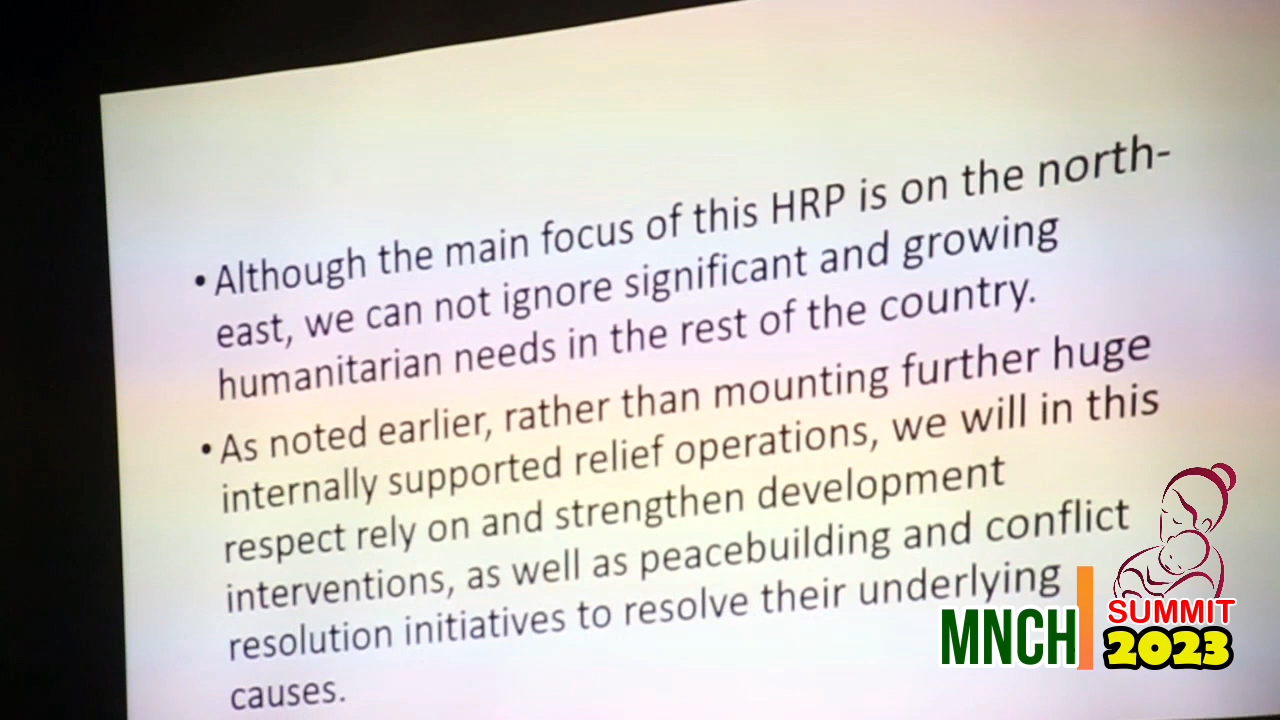 • Although the main focus of this HRP is on the north-
east, we can not ignore significant and growing
humanitarian needs in the rest of the country.
• As noted earlier, rather than mounting further huge
internally supported relief operations, we will in this
respect rely on and strengthen development
interventions, as well as peacebuilding and conflict
resolution initiatives to resolve their underlying
causes.
MNCH
SUMMIT
2023